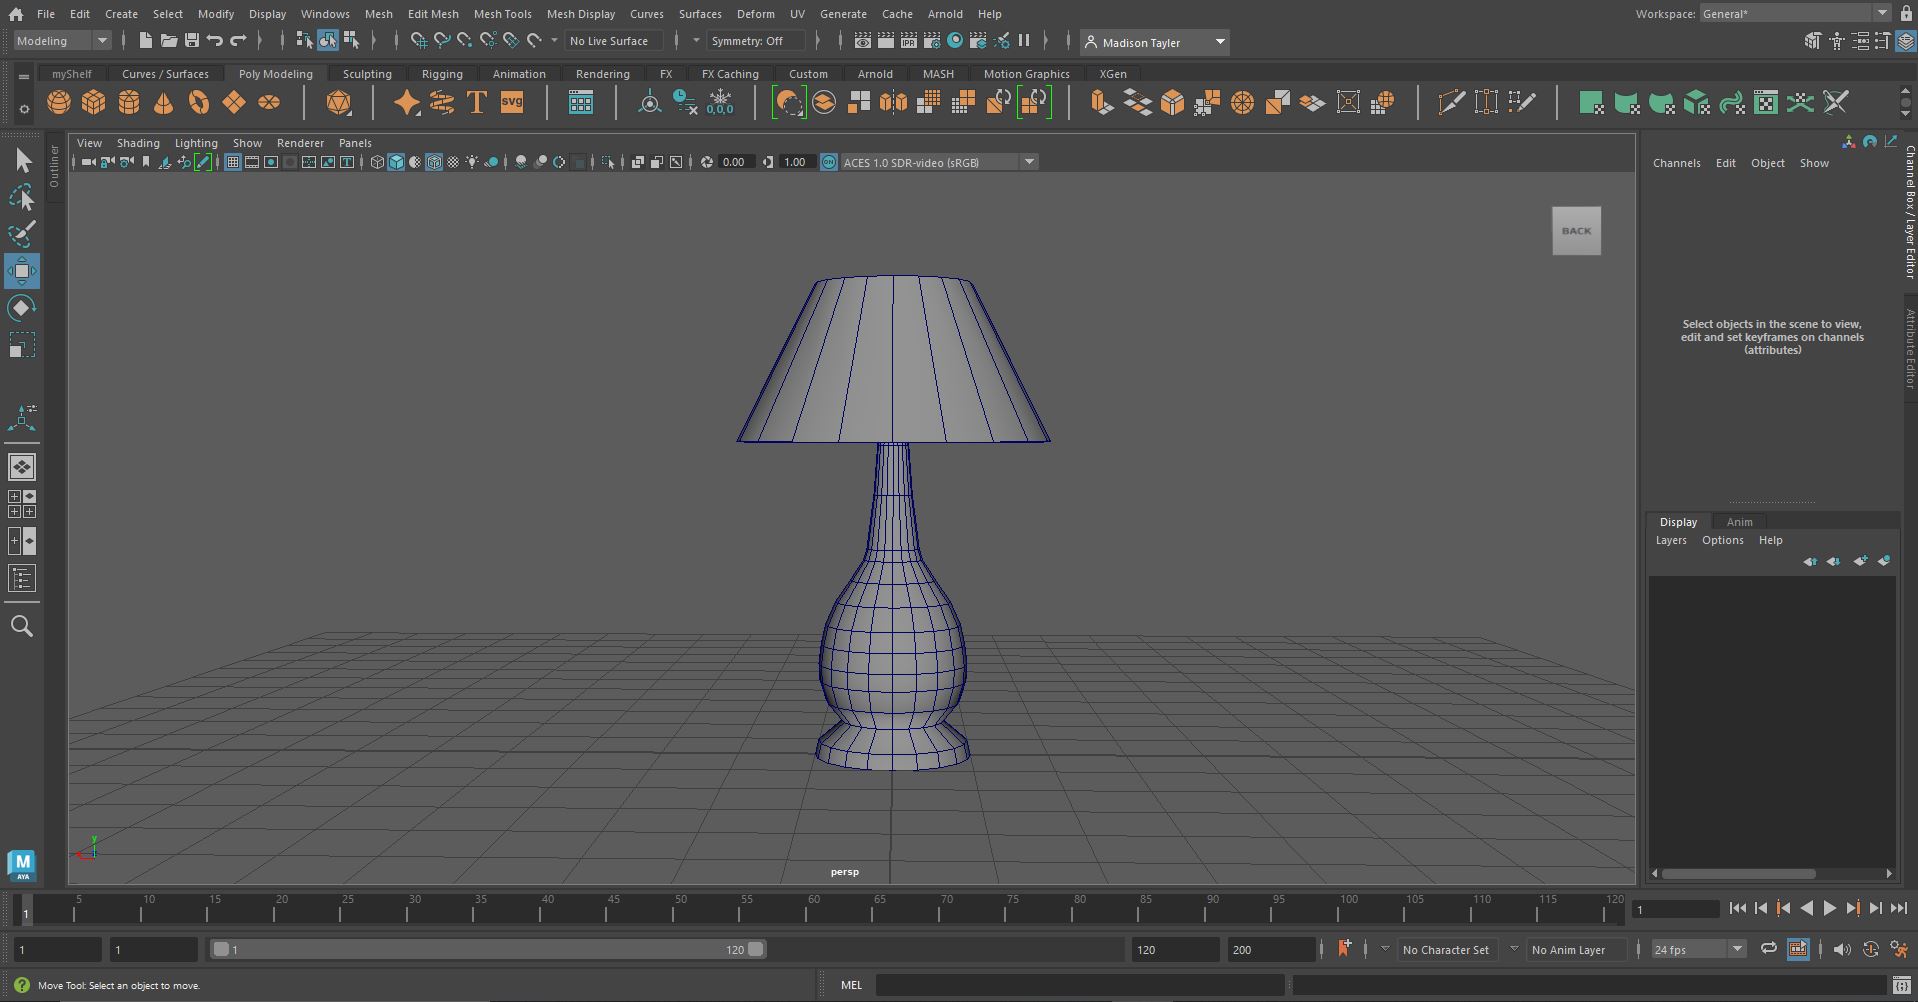 File Edit Create Select Modify Display Windows Mesh Edit Mesh Mesh Tools Mesh Display Curves Surfaces Deform UV Generate Cache Arnold Help Workspace: General*
Modeling No Live Surface Symmetry: Off IPR Madison Tayler
myShelf Curves / Surfaces Poly Modeling Sculpting Rigging Animation Rendering FX FX Caching Custom Arnold MASH Motion Graphics XGen
T SVG 0,0,0
View Shading Lighting Show Renderer Panels
0.00 1.00 ON ACES 1.0 SDR-video (sRGB)
Outliner
Channels Edit Object Show
Channel Box / Layer Editor
Attribute Editor
BACK
Select objects in the scene to view,
edit and set keyframes on channels
(attributes)
Display Anim
Layers Options Help
y
persp
M
AYA
5 10 15 20 25 30 35 40 45 50 55 60 65 70 75 80 85 90 95 100 105 110 115 120
1 1
1 1 1 120 120 200 No Character Set No Anim Layer 24 fps
Move Tool: Select an object to move. MEL